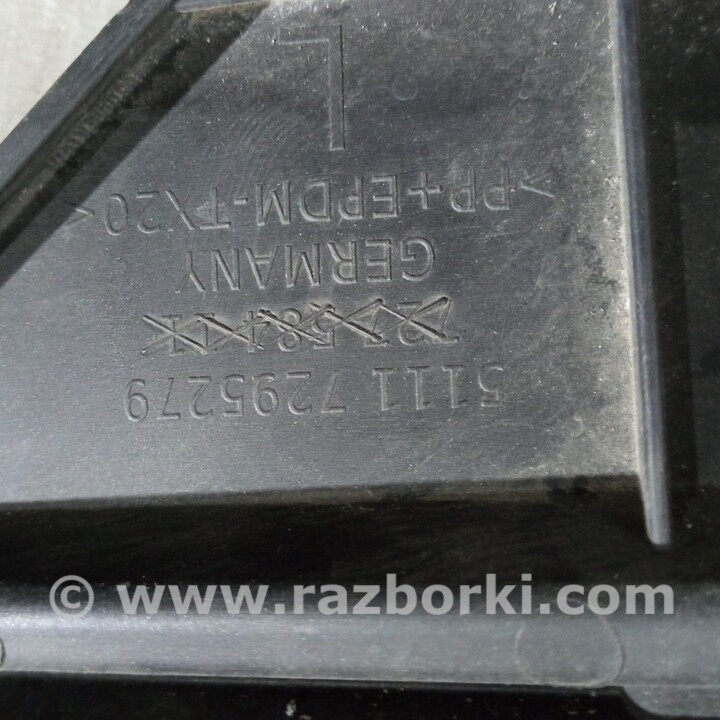 5111 7295279
GERMANY
>PP+EPDM-TX20<
L
© www.razborki.com